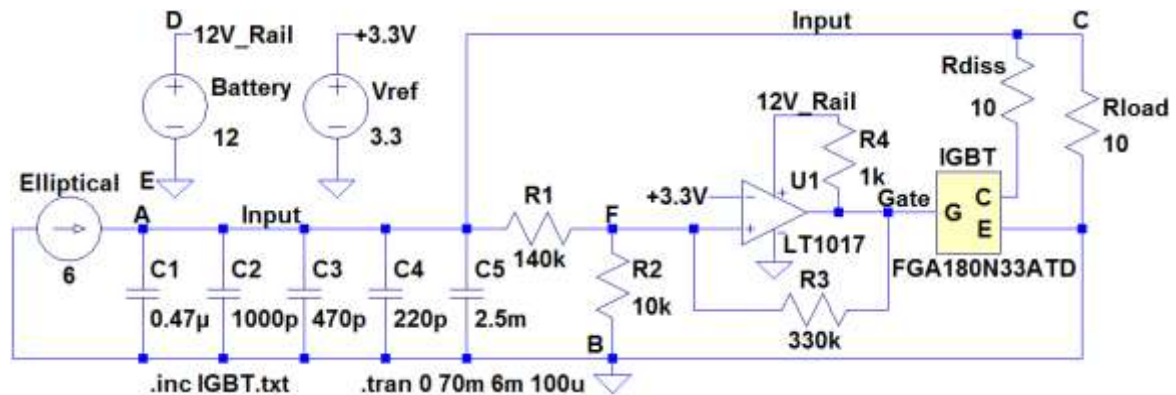 D
12V_Rail
+3.3V
Input
C
Battery
Vref
Rdiss
12
3.3
10
Rload
10
12V_Rail
R4
1k
IGBT
Elliptical
E
A
Input
R1
F
+3.3V
U1
Gate
G
C
E
LT1017
FGA180N33ATD
6
C1
C2
C3
C4
C5
140k
R2
10k
R3
330k
0.47µ
1000p
470p
220p
2.5m
B
.inc IGBT.txt
.tran 0 70m 6m 100u